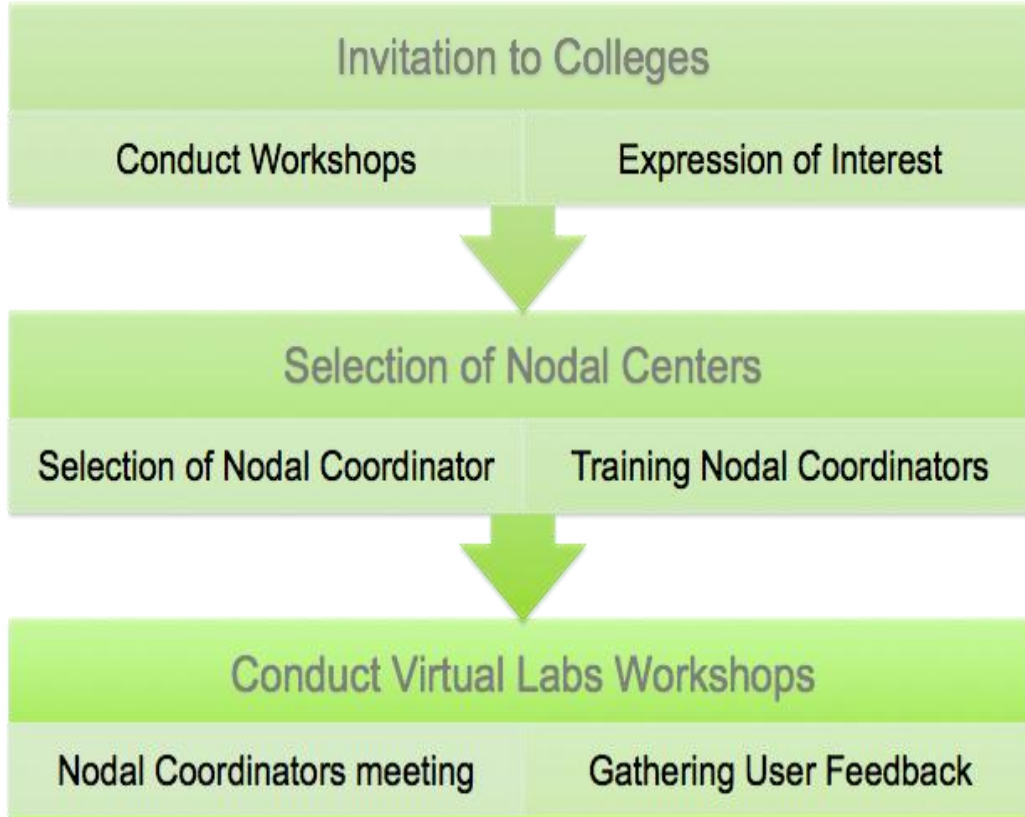 Invitation to Colleges
Conduct Workshops
Expression of Interest
Selection of Nodal Centers
Selection of Nodal Coordinator
Training Nodal Coordinators
Conduct Virtual Labs Workshops
Nodal Coordinators meeting
Gathering User Feedback